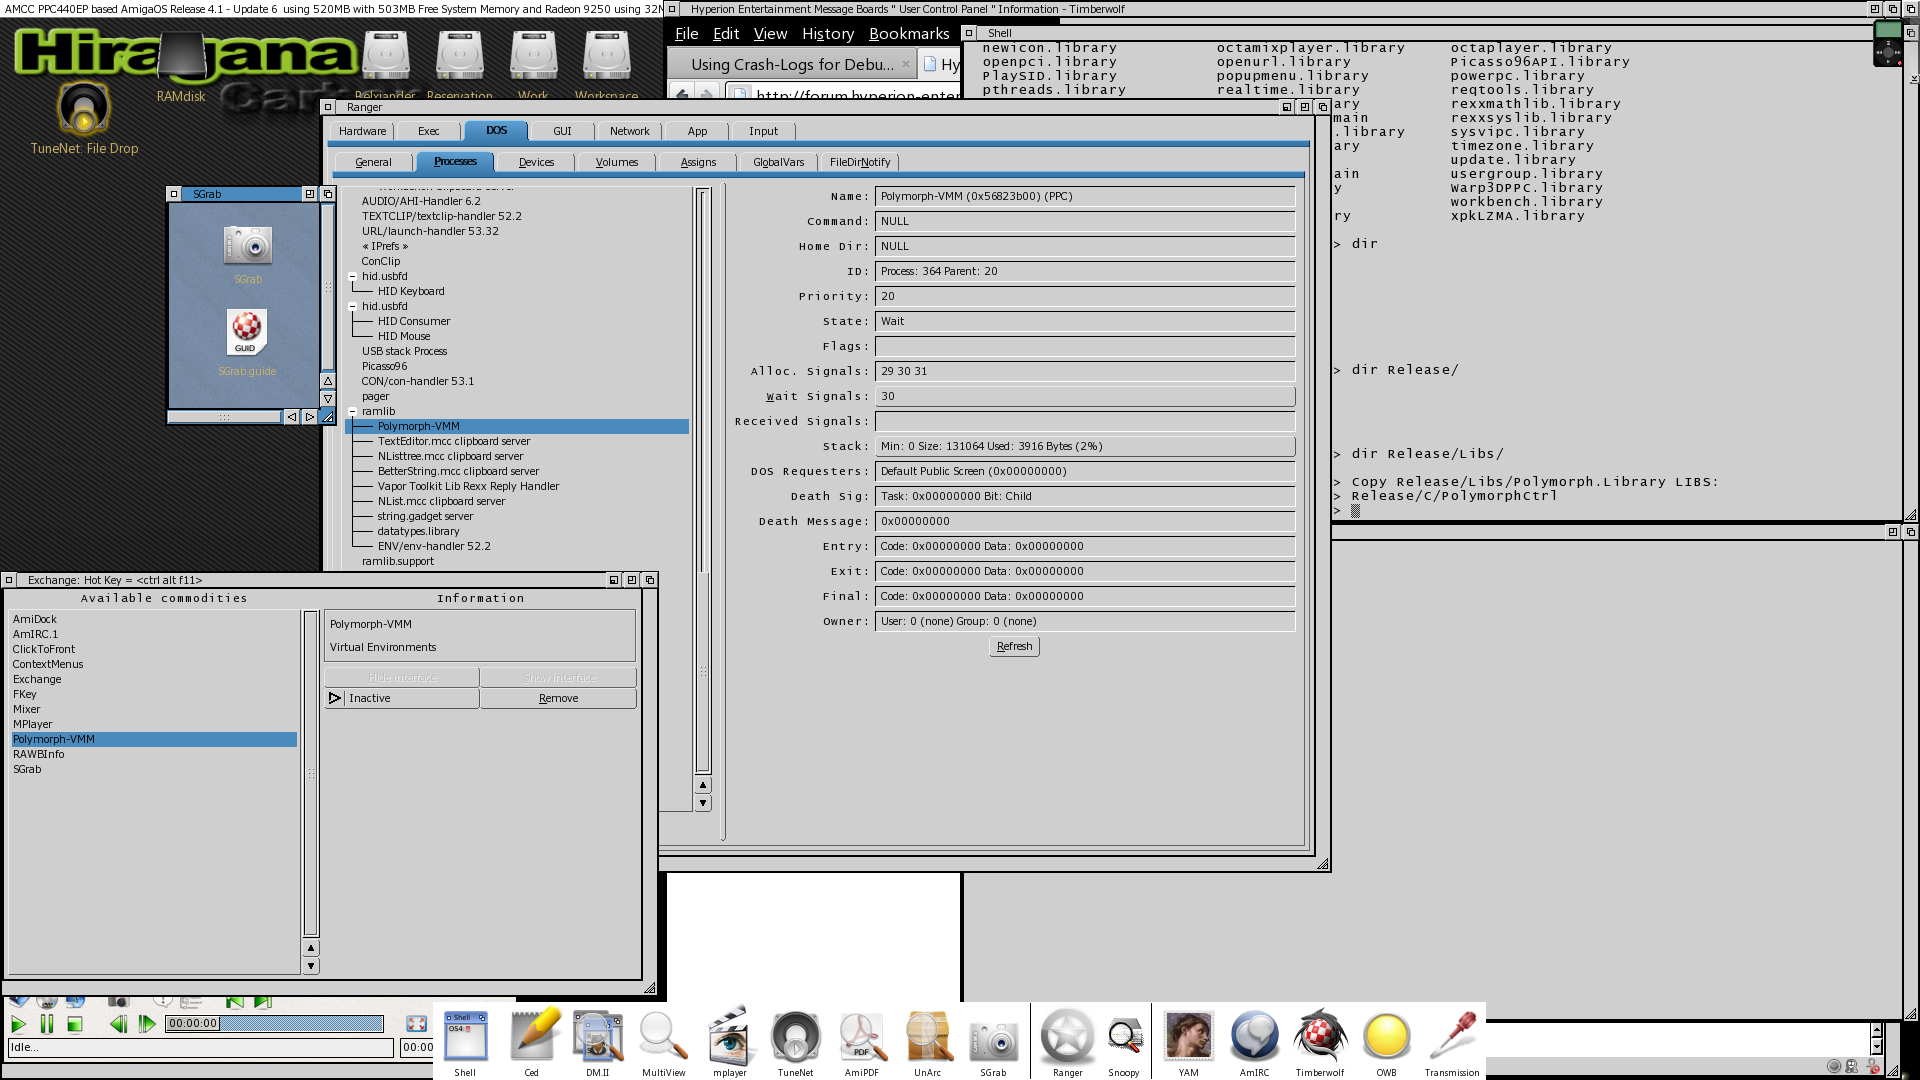 AMCC PPC440EP based AmigaOS Release 4.1 - Update 6  using 520MB with 503MB Free System Memory and Radeon 9250 using 32M
Hyperion Entertainment Message Boards " User Control Panel " Information - Timberwolf
File Edit View History Bookmarks
Using Crash-Logs for Debu...
Hy
http://forum.hyperion-enter
Hiragana
RAMdisk
Belxiander
Reservation
Work
Workspace
TuneNet: File Drop
Shell
newicon.library octamixplayer.library octaplayer.library
openpci.library openurl.library Picasso96API.library
PlaySID.library popupmenu.library powerpc.library
pthreads.library realtime.library reqtools.library
ary rexxmathlib.library
main rexxsyslib.library
.library sysvipc.library
ary timezone.library
update.library
ain usergroup.library
y Warp3DPPC.library
workbench.library
ry xpkLZMA.library
> dir
> dir Release/
> dir Release/Libs/
> Copy Release/Libs/Polymorph.Library LIBS:
> Release/C/PolymorphCtrl
>
Ranger
Hardware Exec DOS GUI Network App Input
General Processes Devices Volumes Assigns GlobalVars FileDirNotify
AUDIO/AHI-Handler 6.2
TEXTCLIP/textclip-handler 52.2
URL/launch-handler 53.32
« IPrefs »
ConClip
hid.usbfd
HID Keyboard
hid.usbfd
HID Consumer
HID Mouse
USB stack Process
Picasso96
CON/con-handler 53.1
pager
ramlib
Polymorph-VMM
TextEditor.mcc clipboard server
NListtree.mcc clipboard server
BetterString.mcc clipboard server
Vapor Toolkit Lib Rexx Reply Handler
NList.mcc clipboard server
string.gadget server
datatypes.library
ENV/env-handler 52.2
ramlib.support
Name: Polymorph-VMM (0x56823b00) (PPC)
Command: NULL
Home Dir: NULL
ID: Process: 364 Parent: 20
Priority: 20
State: Wait
Flags:
Alloc. Signals: 29 30 31
Wait Signals: 30
Received Signals:
Stack: Min: 0 Size: 131064 Used: 3916 Bytes (2%)
DOS Requesters: Default Public Screen (0x00000000)
Death Sig: Task: 0x00000000 Bit: Child
Death Message: 0x00000000
Entry: Code: 0x00000000 Data: 0x00000000
Exit: Code: 0x00000000 Data: 0x00000000
Final: Code: 0x00000000 Data: 0x00000000
Owner: User: 0 (none) Group: 0 (none)
Refresh
SGrab
SGrab
GUID
SGrab.guide
Exchange: Hot Key = <ctrl alt f11>
Available commodities
AmiDock
AmIRC.1
ClickToFront
ContextMenus
Exchange
FKey
Mixer
MPlayer
Polymorph-VMM
RAWBInfo
SGrab
Information
Polymorph-VMM
Virtual Environments
Hide Interface Show Interface
Inactive Remove
00:00:00
Idle...
00:00
Shell
OS4:
PDF
Shell Ced DM.II MultiView mplayer TuneNet AmiPDF UnArc SGrab Ranger Snoopy YAM AmIRC Timberwolf OWB Transmission